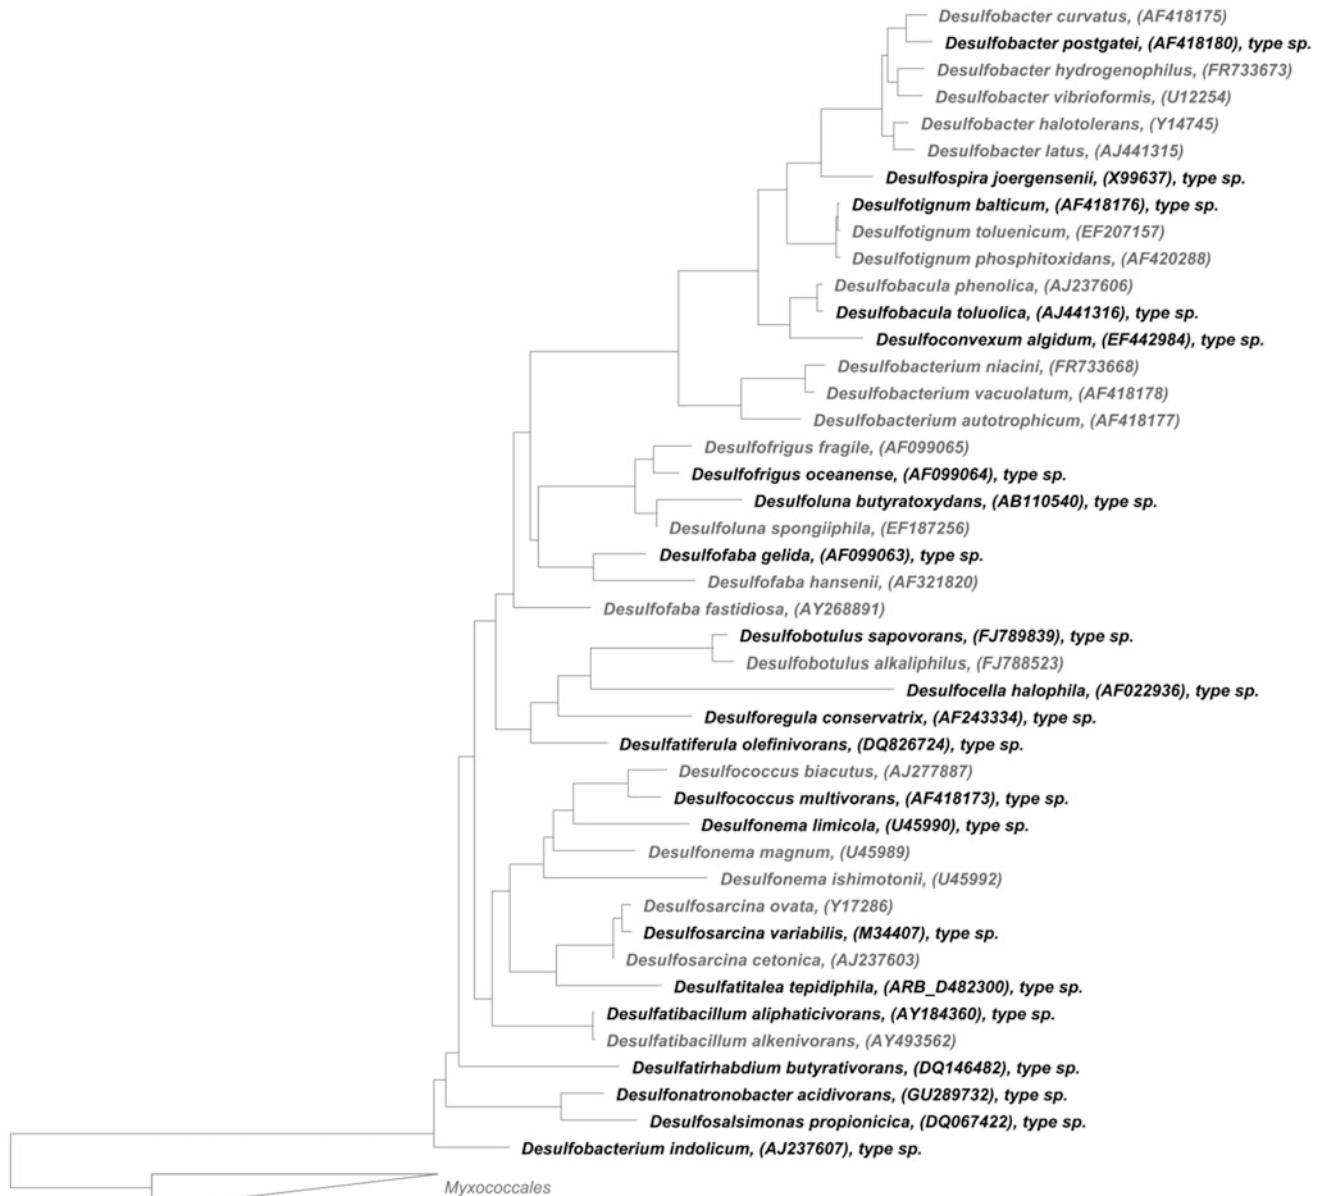 Desulfobacter curvatus, (AF418175)
Desulfobacter postgatei, (AF418180), type sp.
Desulfobacter hydrogenophilus, (FR733673)
Desulfobacter vibrioformis, (U12254)
Desulfobacter halotolerans, (Y14745)
Desulfobacter latus, (AJ441315)
Desulfospira joergensenii, (X99637), type sp.
Desulfotignum balticum, (AF418176), type sp.
Desulfotignum toluenicum, (EF207157)
Desulfotignum phosphitoxidans, (AF420288)
Desulfobacula phenolica, (AJ237606)
Desulfobacula toluolica, (AJ441316), type sp.
Desulfoconvexum algidum, (EF442984), type sp.
Desulfobacterium niacini, (FR733668)
Desulfobacterium vacuolatum, (AF418178)
Desulfobacterium autotrophicum, (AF418177)
Desulfofrigus fragile, (AF099065)
Desulfofrigus oceanense, (AF099064), type sp.
Desulfoluna butyratoxydans, (AB110540), type sp.
Desulfoluna spongiiphila, (EF187256)
Desulfofaba gelida, (AF099063), type sp.
Desulfofaba hansenii, (AF321820)
Desulfofaba fastidiosa, (AY268891)
Desulfobotulus sapovorans, (FJ789839), type sp.
Desulfobotulus alkaliphilus, (FJ788523)
Desulfocella halophila, (AF022936), type sp.
Desulforegula conservatrix, (AF243334), type sp.
Desulfatiferula olefinivorans, (DQ826724), type sp.
Desulfococcus biacutus, (AJ277887)
Desulfococcus multivorans, (AF418173), type sp.
Desulfonema limicola, (U45990), type sp.
Desulfonema magnum, (U45989)
Desulfonema ishimotonii, (U45992)
Desulfosarcina ovata, (Y17286)
Desulfosarcina variabilis, (M34407), type sp.
Desulfosarcina cetonica, (AJ237603)
Desulfatitalea tepidiphila, (ARB_D482300), type sp.
Desulfatibacillum aliphaticivorans, (AY184360), type sp.
Desulfatibacillum alkenivorans, (AY493562)
Desulfatirhabdium butyrativorans, (DQ146482), type sp.
Desulfonatronobacter acidivorans, (GU289732), type sp.
Desulfosalsimonas propionicica, (DQ067422), type sp.
Desulfobacterium indolicum, (AJ237607), type sp.
Myxococcales